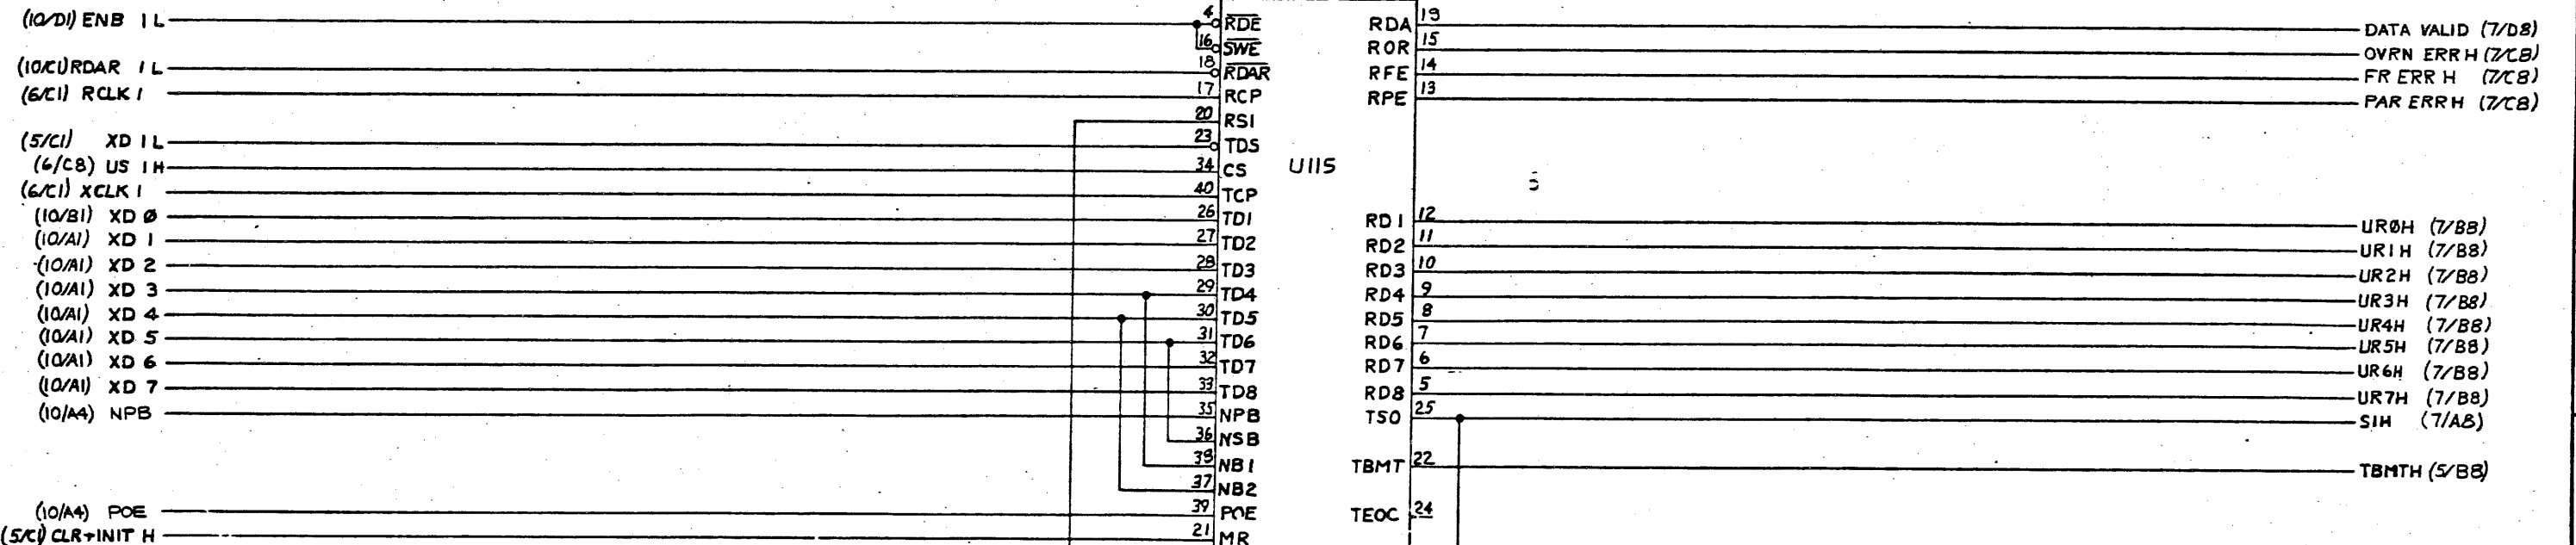 (10/D1) ENB 1 L 4 RDE RDA 19 DATA VALID (7/D8)
16 SWE ROR 15 OVRN ERR H (7/C8)
(10/C1) RDAR 1 L 18 RDAR RFE 14 FR ERR H (7/C8)
(6/C1) RCLK 1 17 RCP RPE 13 PAR ERR H (7/C8)
20 RSI
(5/C1) XD 1 L 23 TDS
(6/C8) US 1 H 34 CS U115
(6/C1) XCLK 1 40 TCP
(10/B1) XD Ø 26 TD1 RD1 12 URØH (7/B8)
(10/A1) XD 1 27 TD2 RD2 11 UR1H (7/B8)
(10/A1) XD 2 28 TD3 RD3 10 UR2H (7/B8)
(10/A1) XD 3 29 TD4 RD4 9 UR3H (7/B8)
(10/A1) XD 4 30 TD5 RD5 8 UR4H (7/B8)
(10/A1) XD 5 31 TD6 RD6 7 UR5H (7/B8)
(10/A1) XD 6 32 TD7 RD7 6 UR6H (7/B8)
(10/A1) XD 7 33 TD8 RD8 5 UR7H (7/B8)
(10/A4) NPB 35 NPB TSO 25 S1H (7/A8)
36 NSB
38 NB1 TBMT 22 TBMTH (5/B8)
37 NB2
(10/A4) POE 39 POE TEOC 24
(5/C1) CLR+INIT H 21 MR